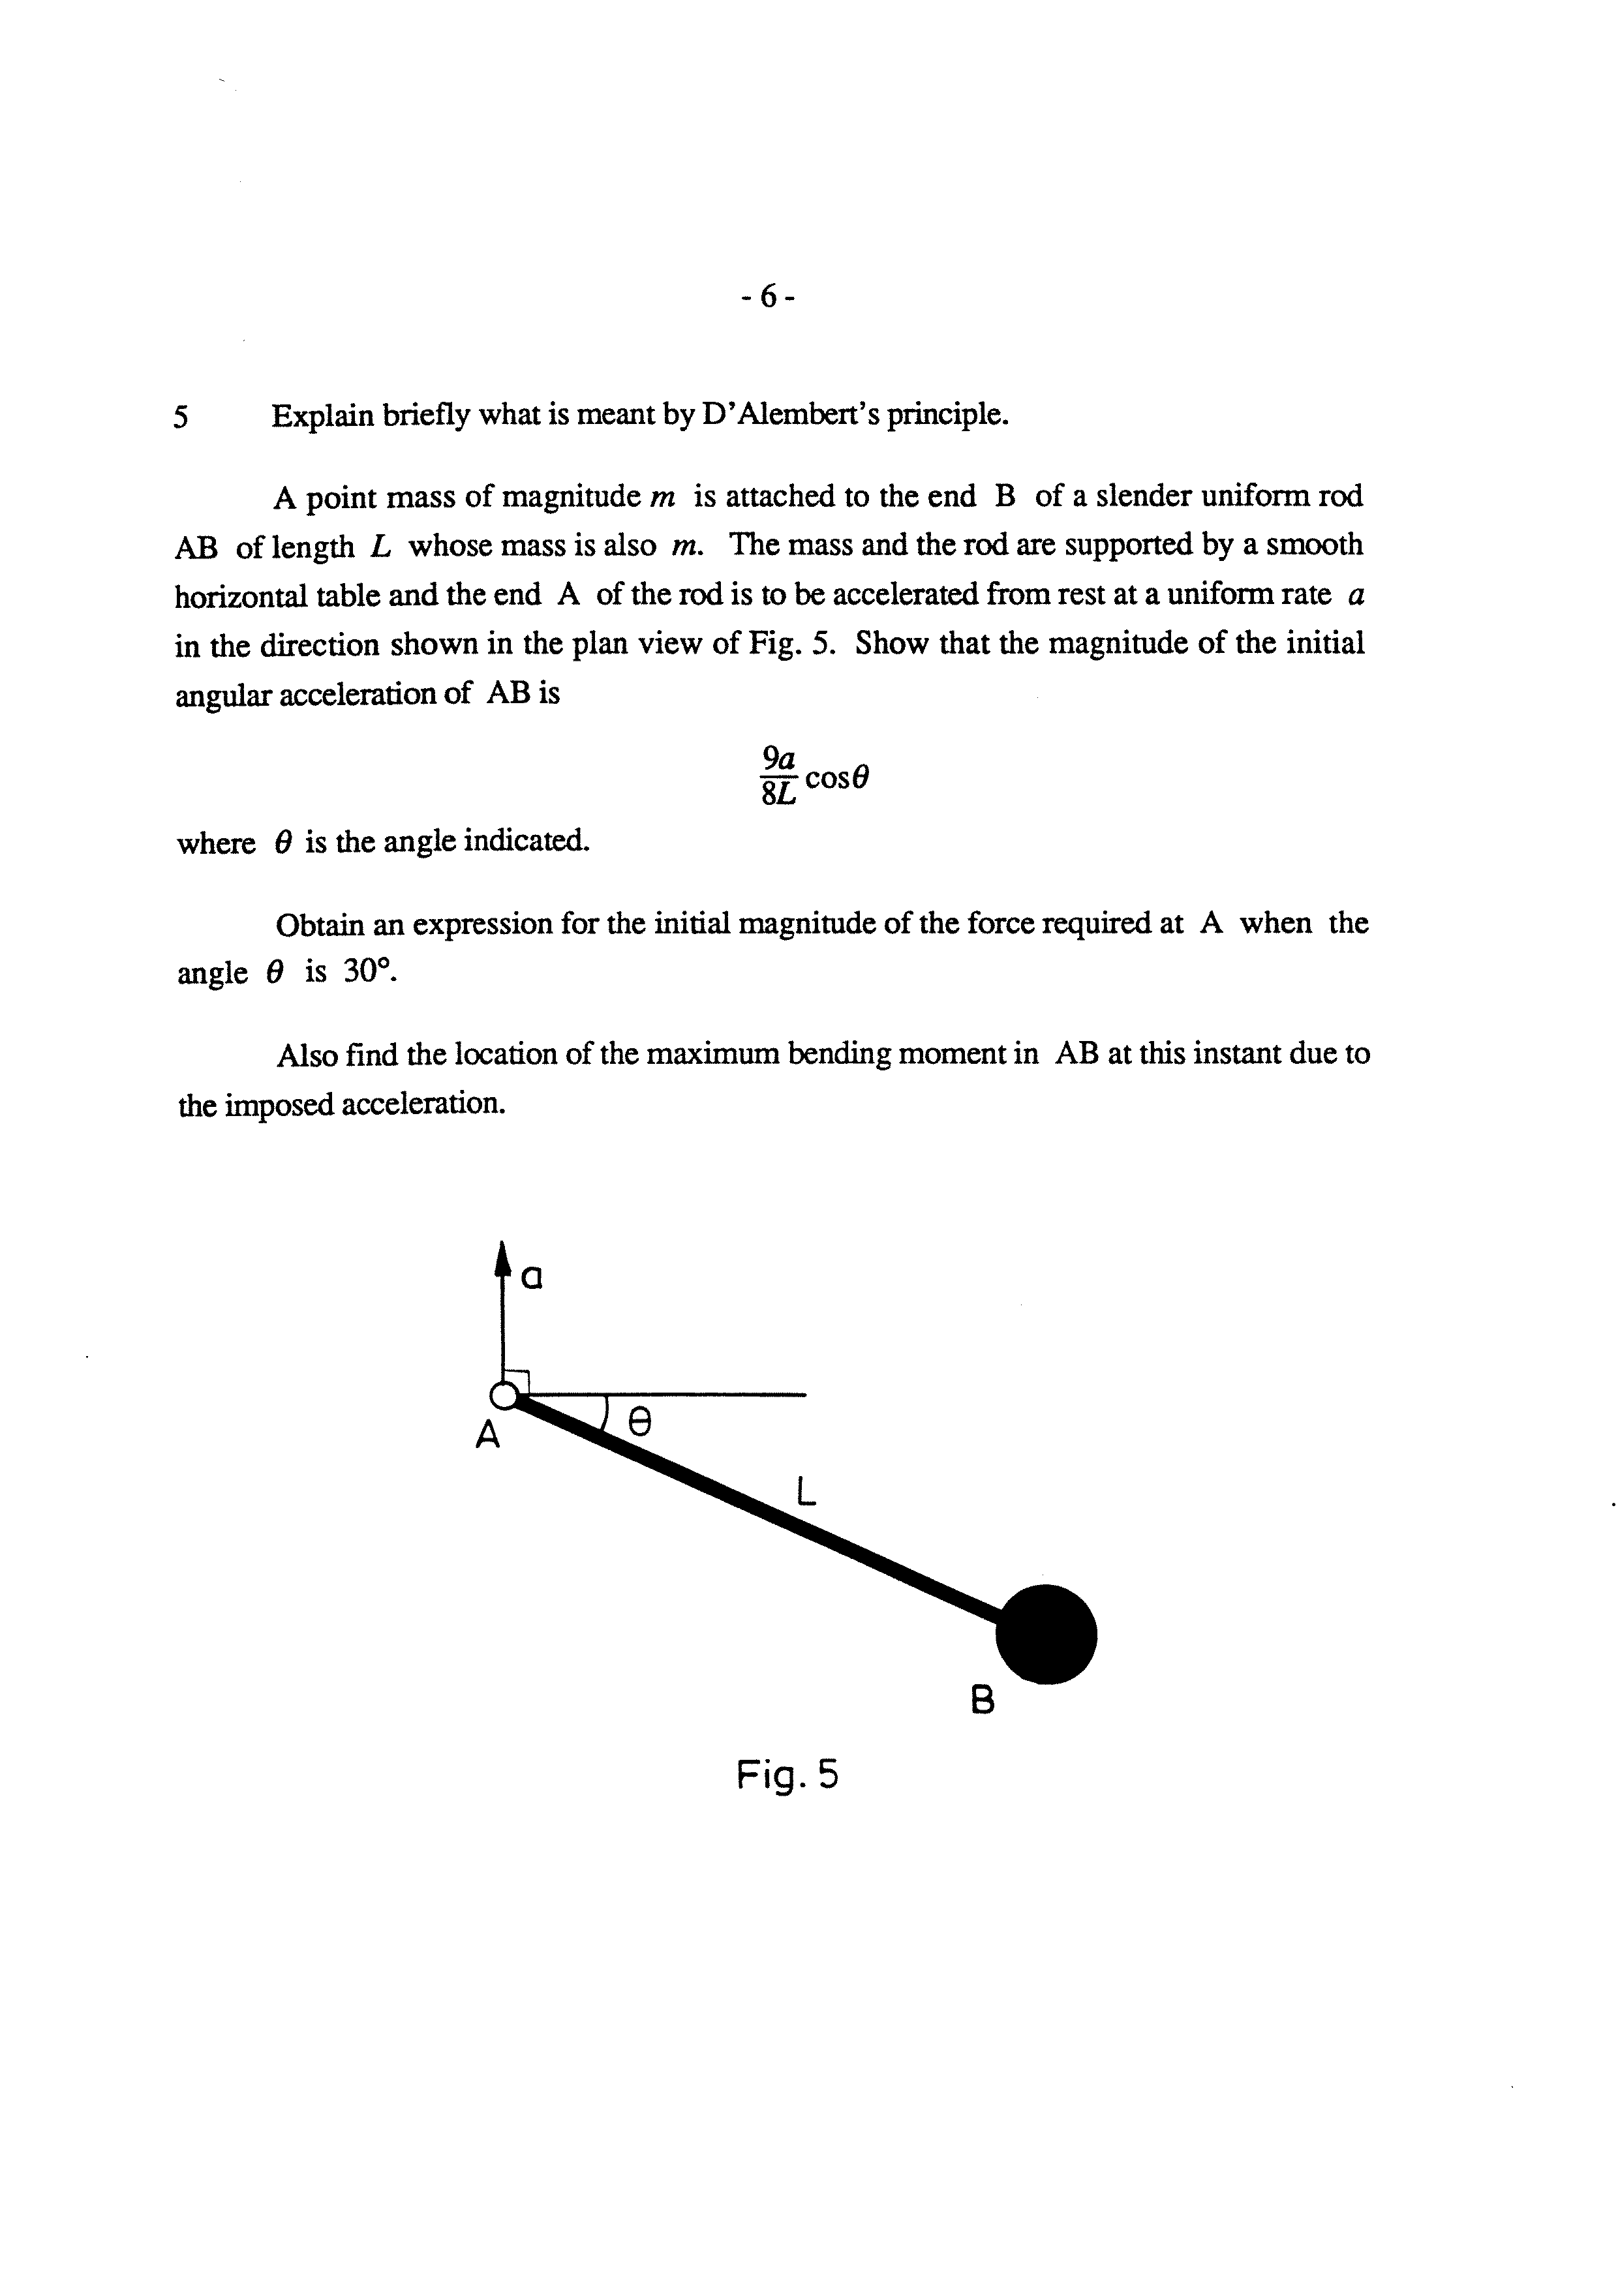 - 6 -
5 Explain briefly what is meant by D'Alembert's principle.
A point mass of magnitude m is attached to the end B of a slender uniform rod
AB of length L whose mass is also m. The mass and the rod are supported by a smooth
horizontal table and the end A of the rod is to be accelerated from rest at a uniform rate a
in the direction shown in the plan view of Fig. 5. Show that the magnitude of the initial
angular acceleration of AB is
9a/8L cosθ
where θ is the angle indicated.
Obtain an expression for the initial magnitude of the force required at A when the
angle θ is 30°.
Also find the location of the maximum bending moment in AB at this instant due to
the imposed acceleration.
a
A
θ
L
B
Fig. 5